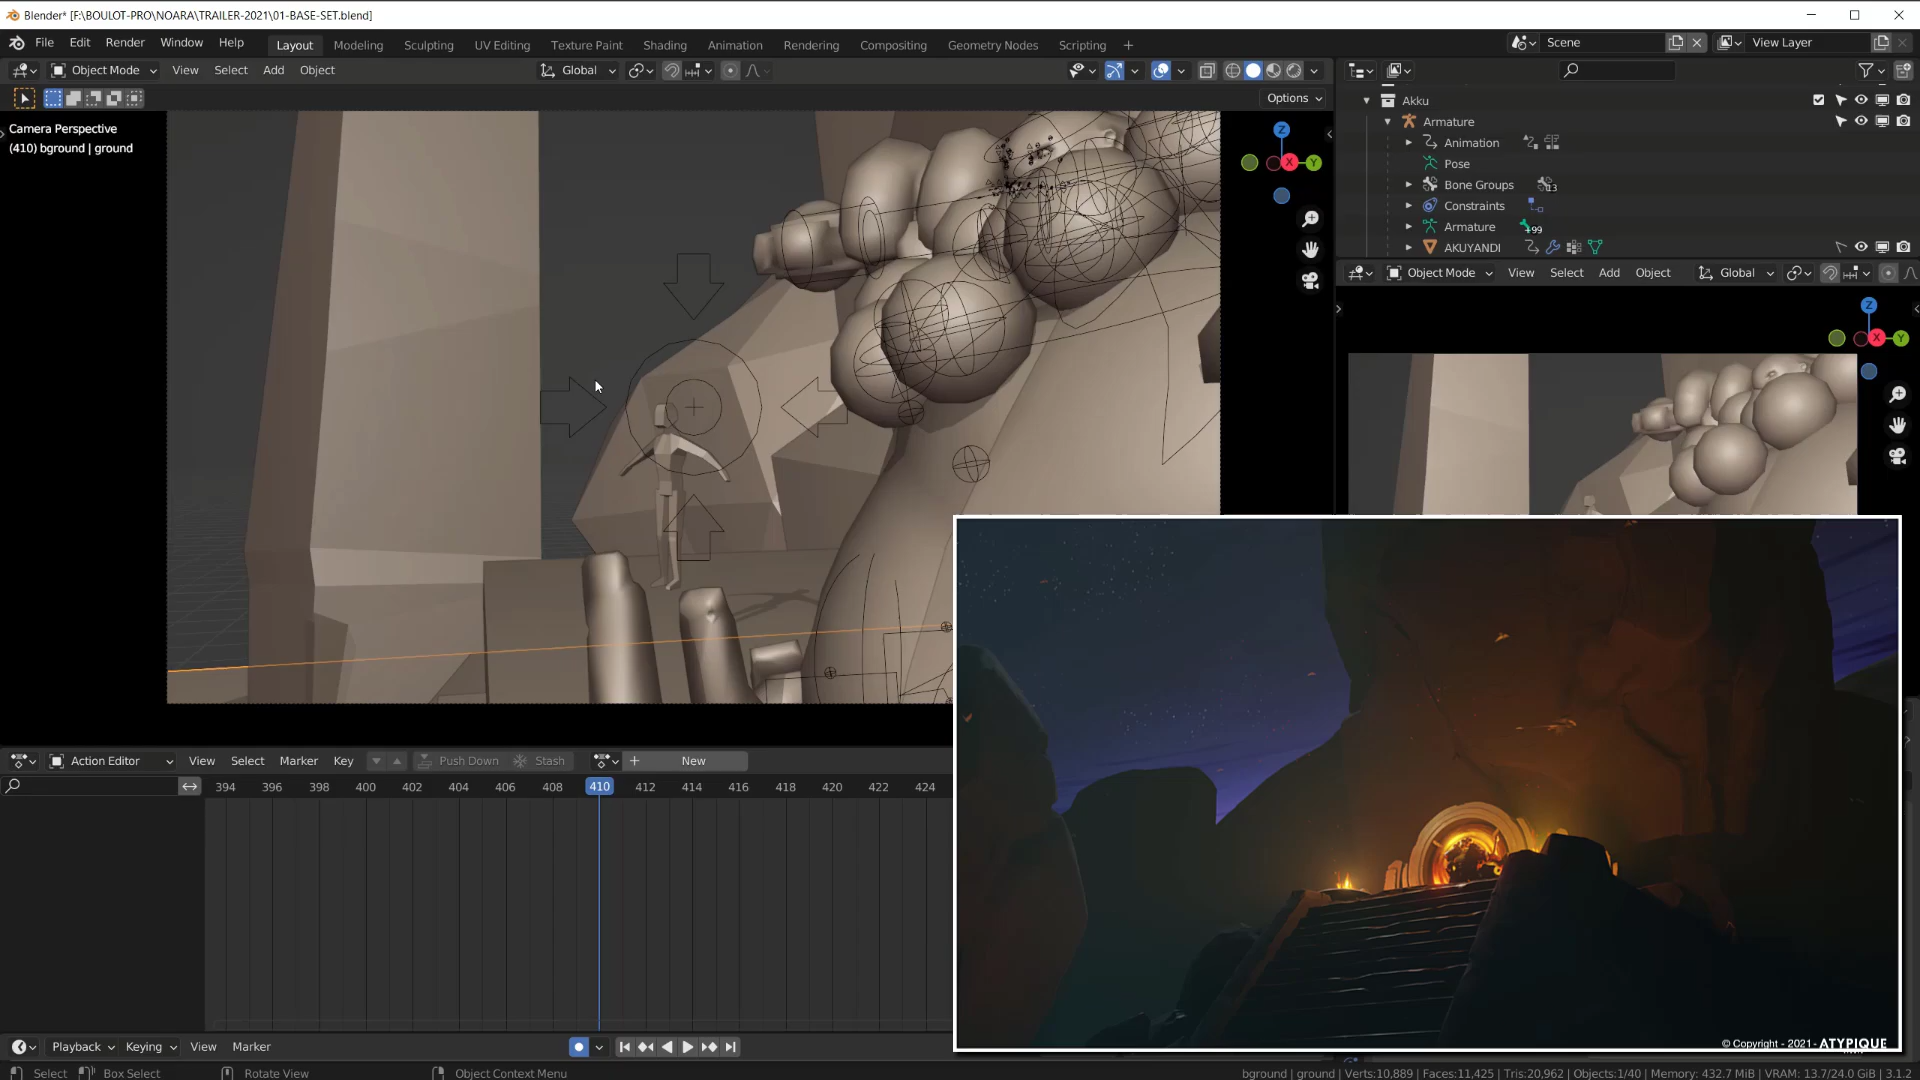 Blender* [F:\BOULOT-PRO\NOARA\TRAILER-2021\01-BASE-SET.blend]
File Edit Render Window Help Layout Modeling Sculpting UV Editing Texture Paint Shading Animation Rendering Compositing Geometry Nodes Scripting + Scene View Layer
Object Mode View Select Add Object Global
Options
Camera Perspective
(410) bground | ground
Z
X
Y
Akku
Armature
Animation
Pose
Bone Groups 13
Constraints
Armature +99
AKUYANDI
Object Mode View Select Add Object Global
Z
X
Y
Action Editor View Select Marker Key Push Down Stash + New
394 396 398 400 402 404 406 408 410 412 414 416 418 420 422 424
Playback Keying View Marker
© Copyright - 2021 - ATYPIQUE
Select Box Select Rotate View Object Context Menu
bground | ground | Verts:10,889 | Faces:11,425 | Tris:20,962 | Objects:1/40 | Memory: 432.7 MiB | VRAM: 13.7/24.0 GiB | 3.1.2